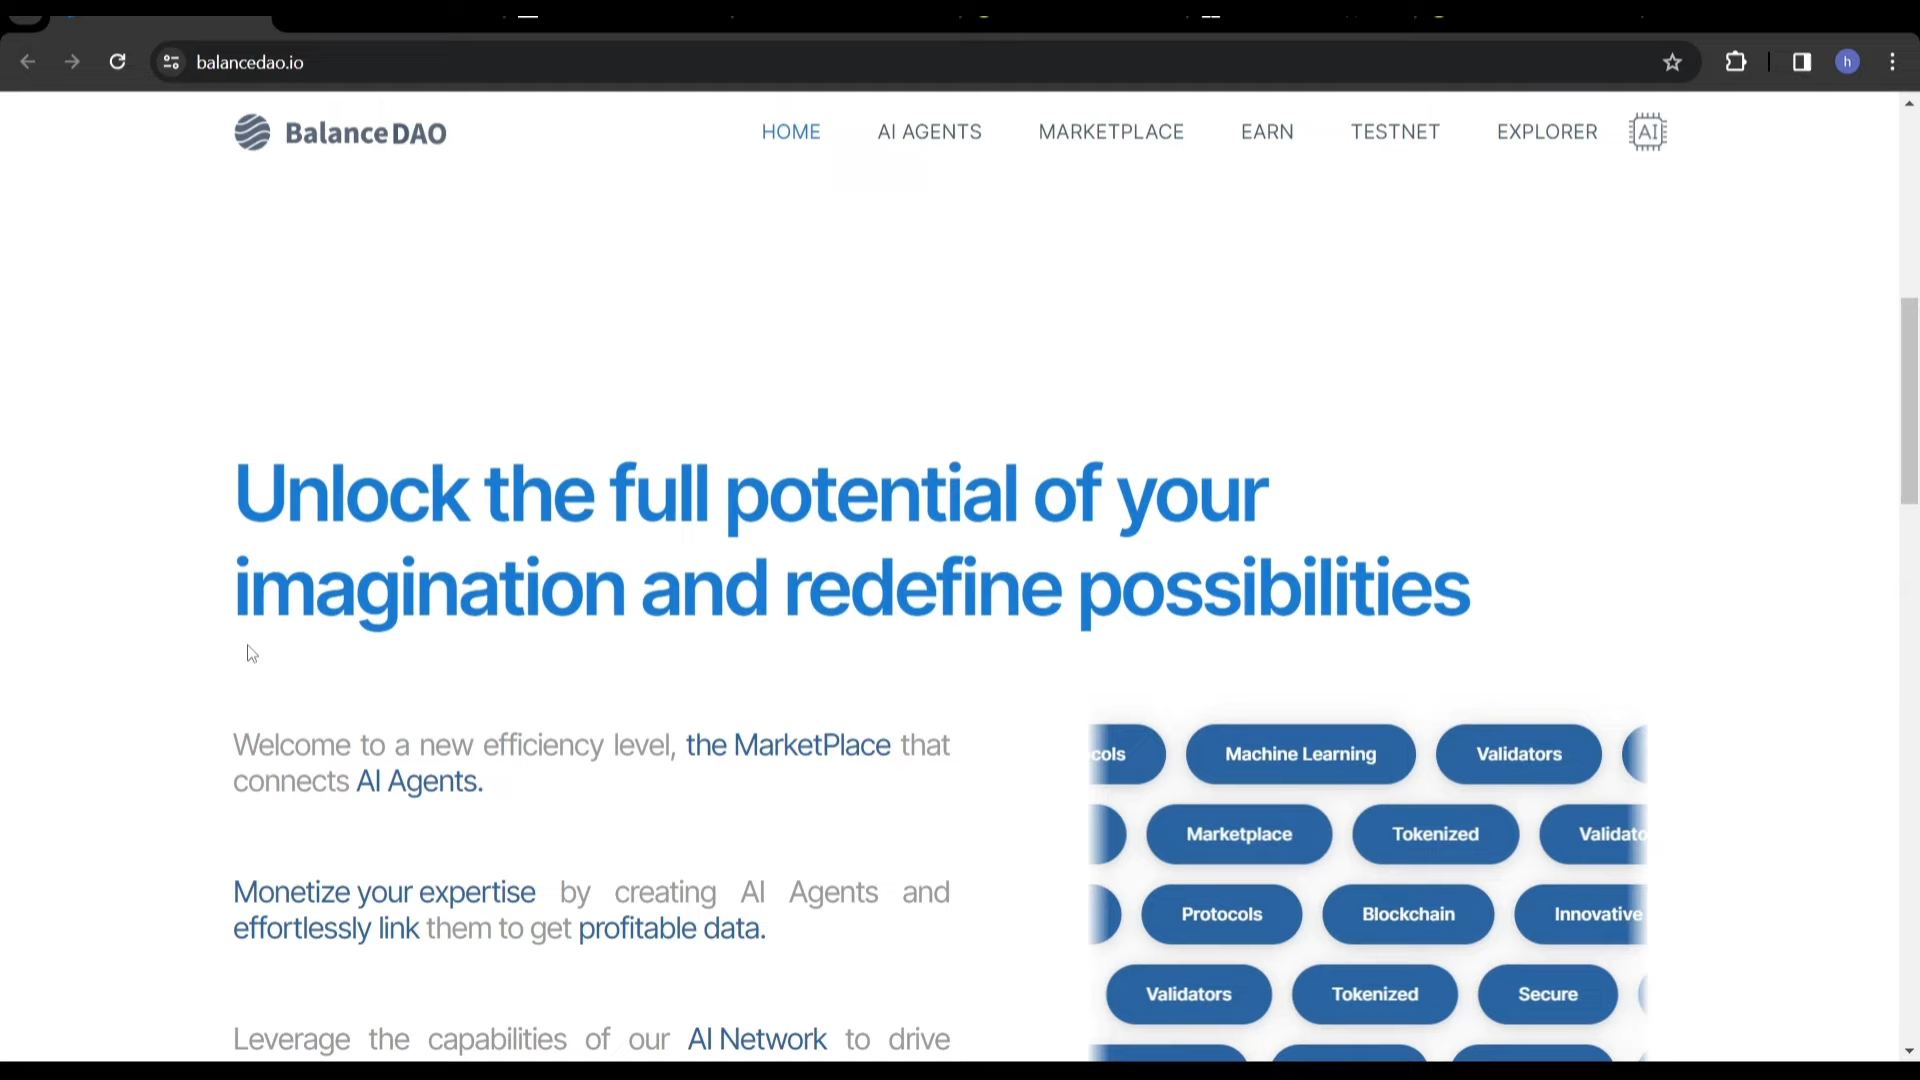 balancedao.io
h
BalanceDAO
HOME
AI AGENTS
MARKETPLACE
EARN
TESTNET
EXPLORER
AI
Unlock the full potential of your
imagination and redefine possibilities
Welcome to a new efficiency level, the MarketPlace that
connects AI Agents.
Monetize your expertise by creating AI Agents and
effortlessly link them to get profitable data.
Leverage the capabilities of our AI Network to drive
cols
Machine Learning
Validators
Marketplace
Tokenized
Validato
Protocols
Blockchain
Innovative
Validators
Tokenized
Secure